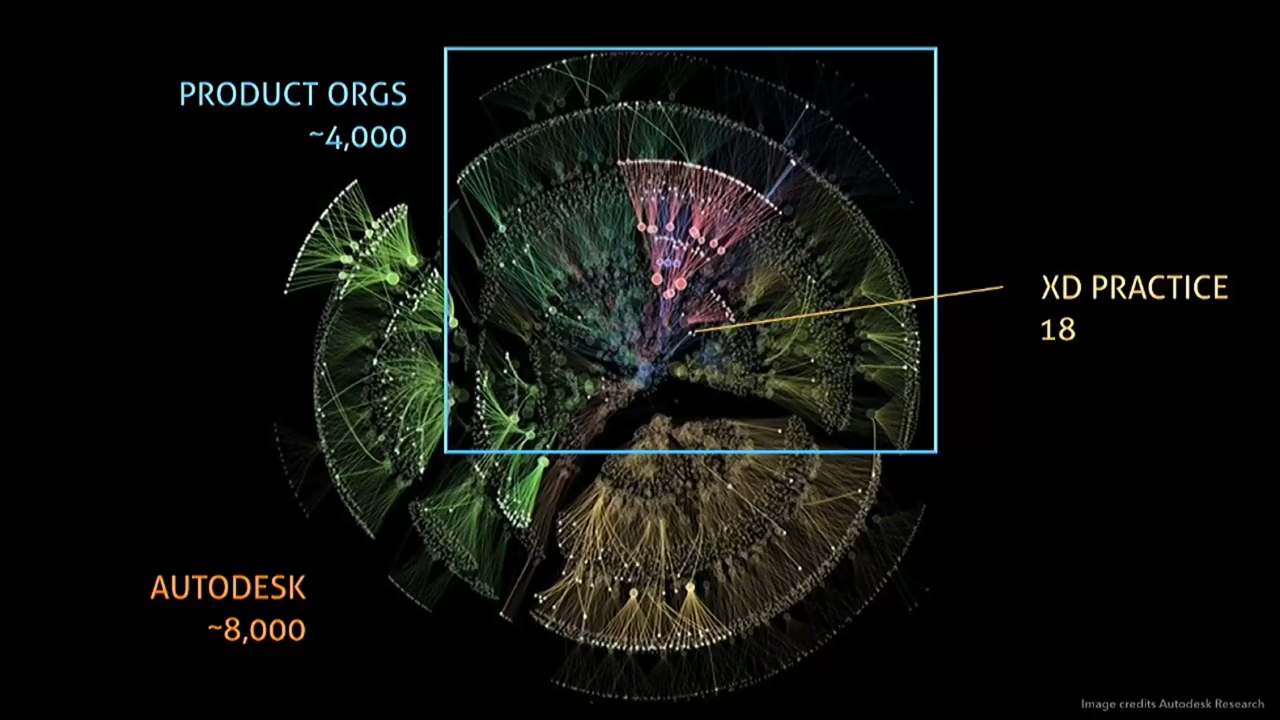 PRODUCT ORGS
~4,000
XD PRACTICE
18
AUTODESK
~8,000
Image credits Autodesk Research